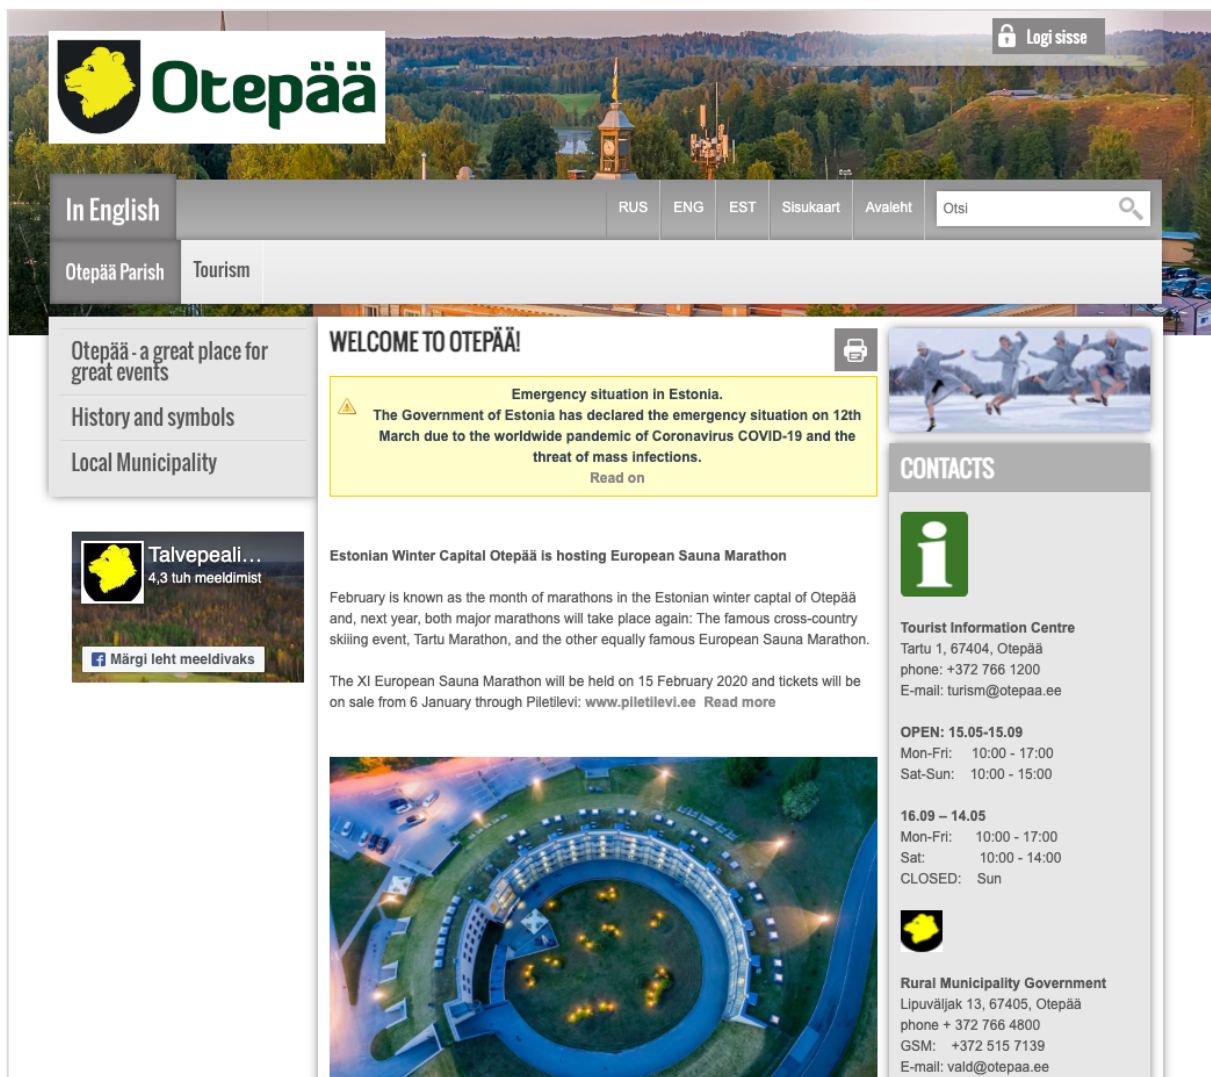 Logi sisse
Otepää
In English
RUS
ENG
EST
Sisukaart
Avaleht
Otsi
Otepää Parish
Tourism
Otepää - a great place for
great events
History and symbols
Local Municipality
Talvepeali...
4,3 tuh meeldimist
Märgi leht meeldivaks
WELCOME TO OTEPÄÄ!
Emergency situation in Estonia.
The Government of Estonia has declared the emergency situation on 12th
March due to the worldwide pandemic of Coronavirus COVID-19 and the
threat of mass infections.
Read on
Estonian Winter Capital Otepää is hosting European Sauna Marathon
February is known as the month of marathons in the Estonian winter captal of Otepää
and, next year, both major marathons will take place again: The famous cross-country
skiiing event, Tartu Marathon, and the other equally famous European Sauna Marathon.
The XI European Sauna Marathon will be held on 15 February 2020 and tickets will be
on sale from 6 January through Piletilevi: www.piletilevi.ee Read more
CONTACTS
i
Tourist Information Centre
Tartu 1, 67404, Otepää
phone: +372 766 1200
E-mail: turism@otepaa.ee
OPEN: 15.05-15.09
Mon-Fri: 10:00 - 17:00
Sat-Sun: 10:00 - 15:00
16.09 – 14.05
Mon-Fri: 10:00 - 17:00
Sat: 10:00 - 14:00
CLOSED: Sun
Rural Municipality Government
Lipuväljak 13, 67405, Otepää
phone + 372 766 4800
GSM: +372 515 7139
E-mail: vald@otepaa.ee